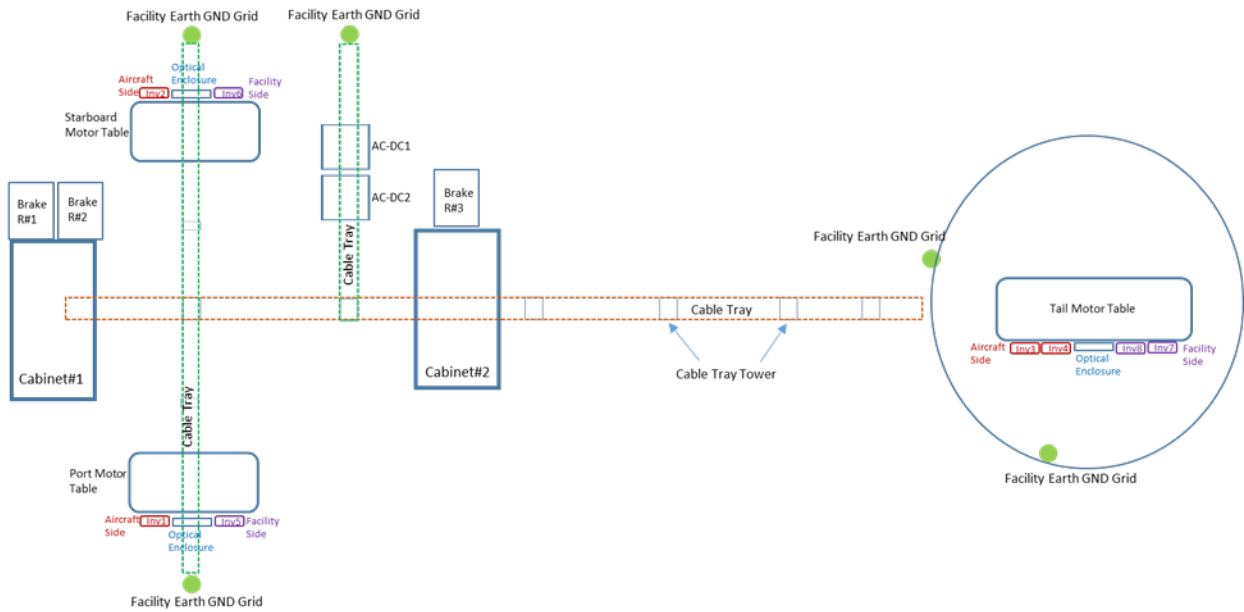 Facility Earth GND Grid
Facility Earth GND Grid
Aircraft
Side
Optical
Enclosure
Facility
Side
Inv2
Inv6
Starboard
Motor Table
AC-DC1
AC-DC2
Brake
R#1
Brake
R#2
Brake
R#3
Cable Tray
Facility Earth GND Grid
Cable Tray
Tail Motor Table
Aircraft
Side
Inv3
Inv4
Optical
Enclosure
Inv8
Inv7
Facility
Side
Cabinet#1
Cabinet#2
Cable Tray Tower
Cable Tray
Port Motor
Table
Facility Earth GND Grid
Aircraft
Side
Inv1
Optical
Enclosure
Inv5
Facility
Side
Facility Earth GND Grid